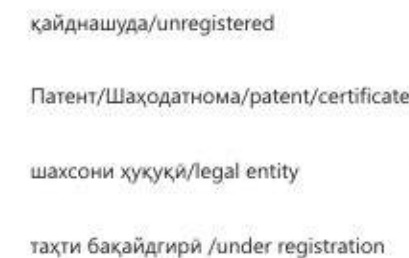 қайднашуда/unregistered
Патент/Шаҳодатнома/patent/certificate
шахсони ҳуқуқӣ/legal entity
таҳти бақайдгирӣ /under registration